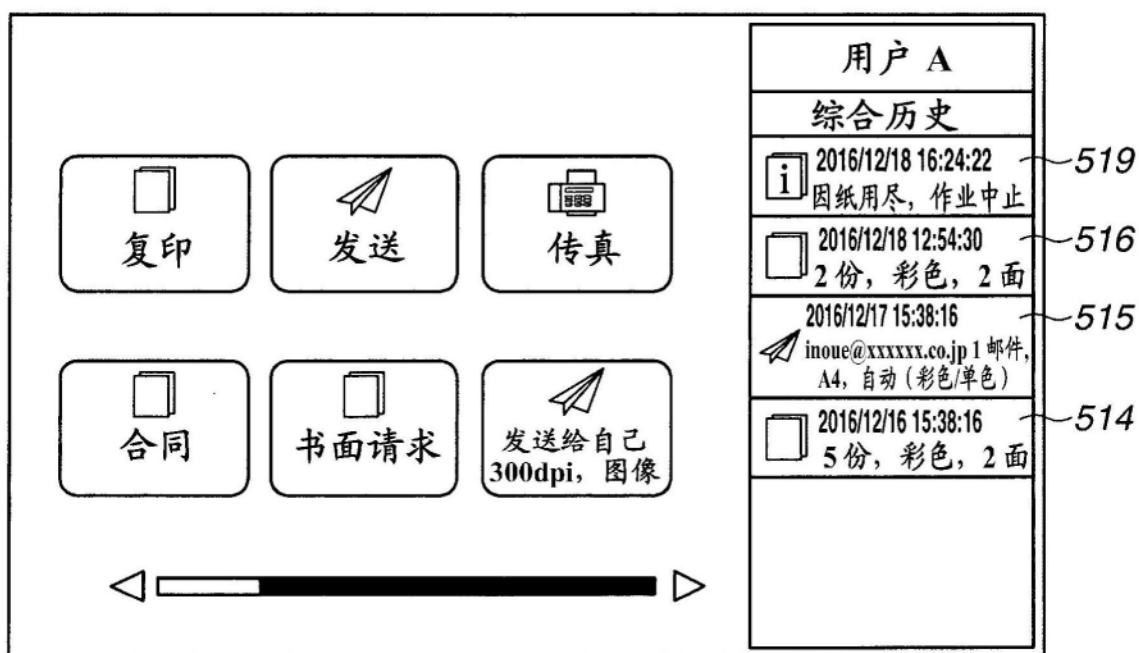 复印
发送
传真
合同
书面请求
发送给自己
300dpi，图像
用户 A
综合历史
i
2016/12/18 16:24:22
因纸用尽，作业中止
519
2016/12/18 12:54:30
2 份，彩色，2 面
516
2016/12/17 15:38:16
inoue@xxxxxx.co.jp 1 邮件,
A4，自动（彩色/单色）
515
2016/12/16 15:38:16
5 份，彩色，2 面
514